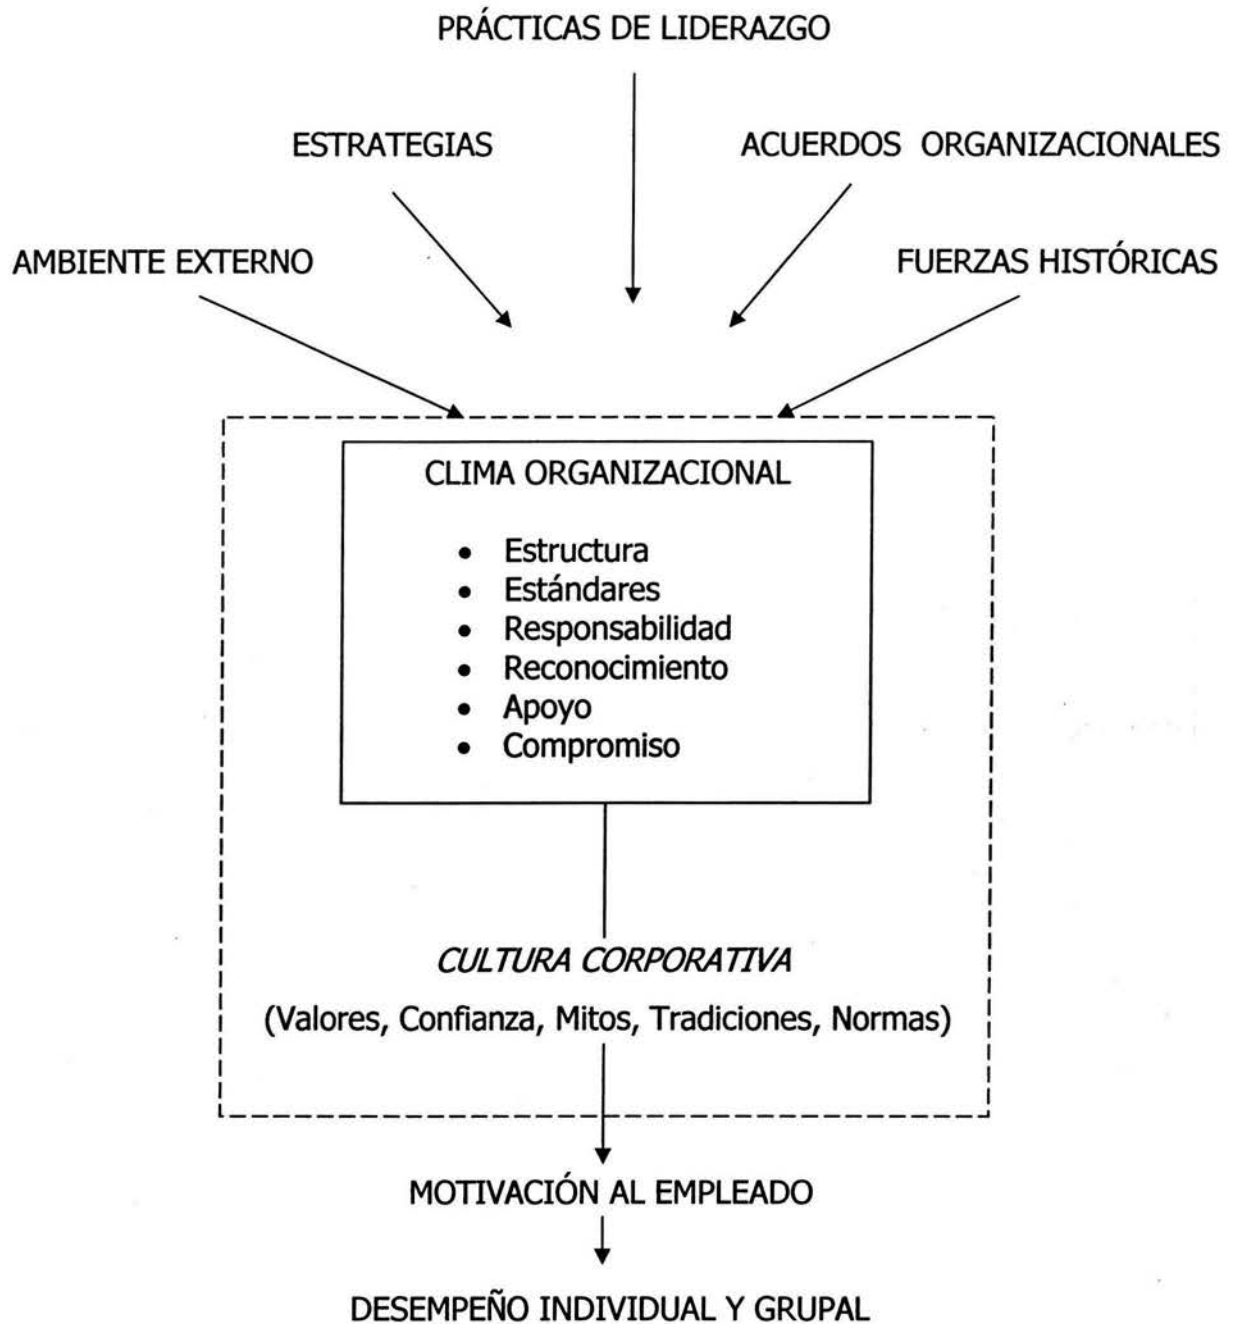 PRÁCTICAS DE LIDERAZGO
ESTRATEGIAS
ACUERDOS ORGANIZACIONALES
AMBIENTE EXTERNO
FUERZAS HISTÓRICAS
CLIMA ORGANIZACIONAL
• Estructura
• Estándares
• Responsabilidad
• Reconocimiento
• Apoyo
• Compromiso
CULTURA CORPORATIVA
(Valores, Confianza, Mitos, Tradiciones, Normas)
MOTIVACIÓN AL EMPLEADO
DESEMPEÑO INDIVIDUAL Y GRUPAL